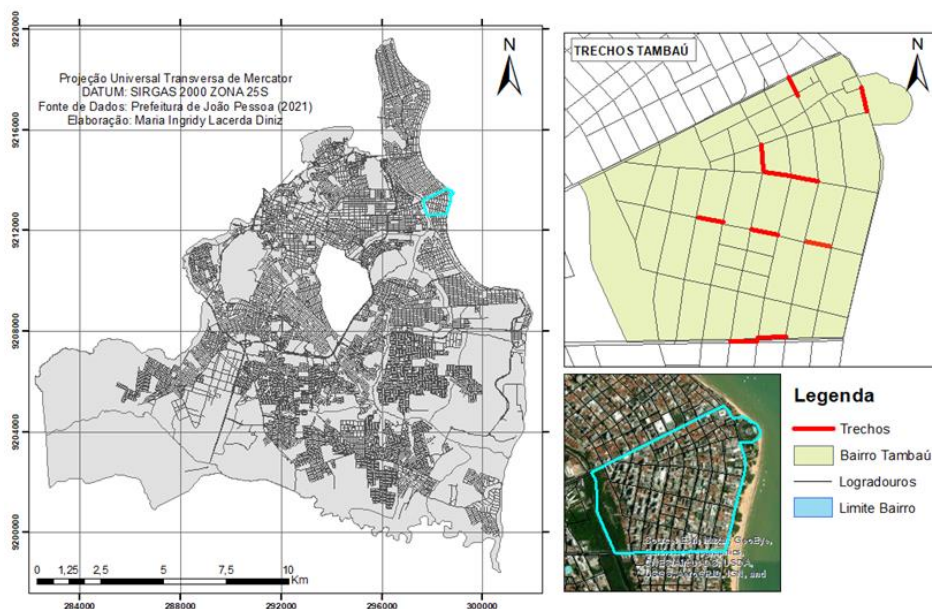 9220000
9216000
9212000
9208000
9204000
9200000
Projeção Universal Transversa de Mercator
DATUM: SIRGAS 2000 ZONA 25S
Fonte de Dados: Prefeitura de João Pessoa (2021)
Elaboração: Maria Ingridy Lacerda Diniz
N
0 1,25 2,5 5 7,5 10
Km
284000 288000 292000 296000 300000
TRECHOS TAMBAÚ
N
Legenda
Trechos
Bairro Tambaú
Logradouros
Limite Bairro
GeoEye,
and